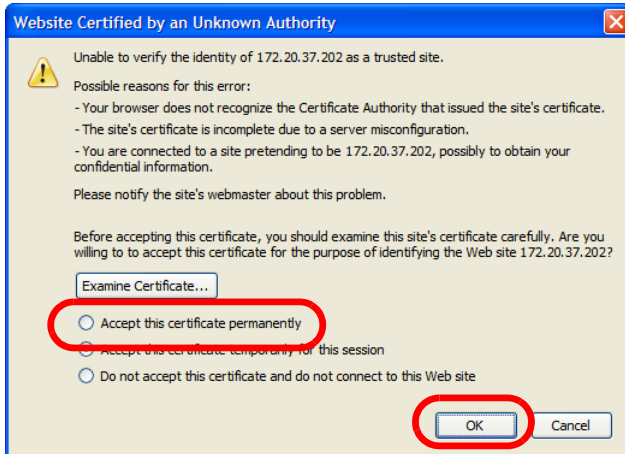 Website Certified by an Unknown Authority
Unable to verify the identity of 172.20.37.202 as a trusted site.
Possible reasons for this error:
- Your browser does not recognize the Certificate Authority that issued the site's certificate.
- The site's certificate is incomplete due to a server misconfiguration.
- You are connected to a site pretending to be 172.20.37.202, possibly to obtain your
confidential information.
Please notify the site's webmaster about this problem.
Before accepting this certificate, you should examine this site's certificate carefully. Are you
willing to to accept this certificate for the purpose of identifying the Web site 172.20.37.202?
Examine Certificate...
Accept this certificate permanently
Accept this certificate temporarily for this session
Do not accept this certificate and do not connect to this Web site
OK Cancel